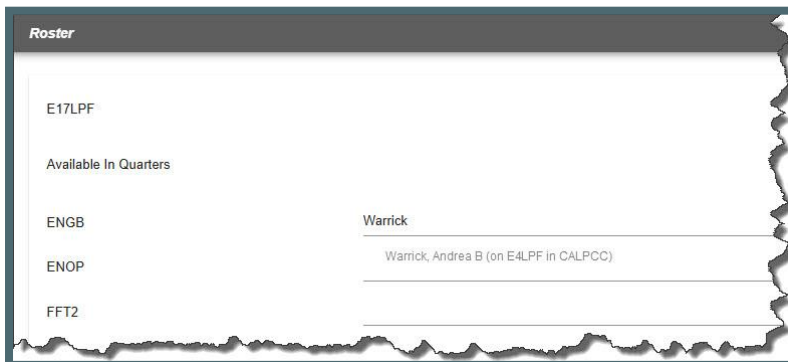 Roster
E17LPF
Available In Quarters
ENGB Warrick
ENOP Warrick, Andrea B (on E4LPF in CALPCC)
FFT2